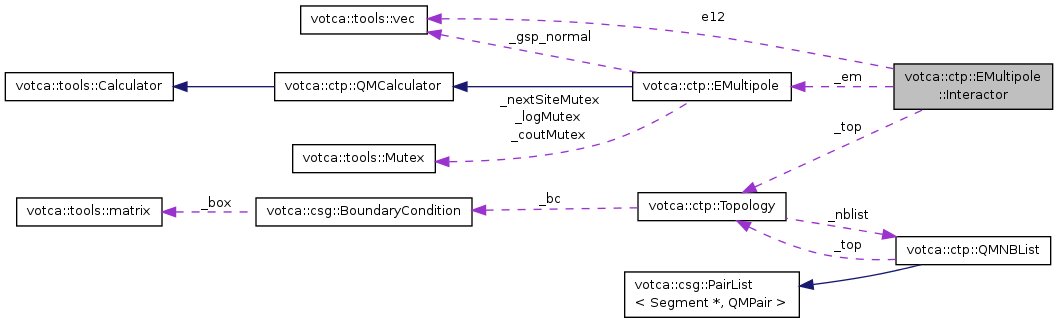 votca::tools::vec
e12
_gsp_normal
votca::tools::Calculator
votca::ctp::QMCalculator
votca::ctp::EMultipole
_em
votca::ctp::EMultipole
::Interactor
_nextSiteMutex
_logMutex
_coutMutex
_top
votca::tools::Mutex
votca::tools::matrix
_box
votca::csg::BoundaryCondition
_bc
votca::ctp::Topology
_nblist
_top
votca::ctp::QMNBList
votca::csg::PairList
< Segment *, QMPair >